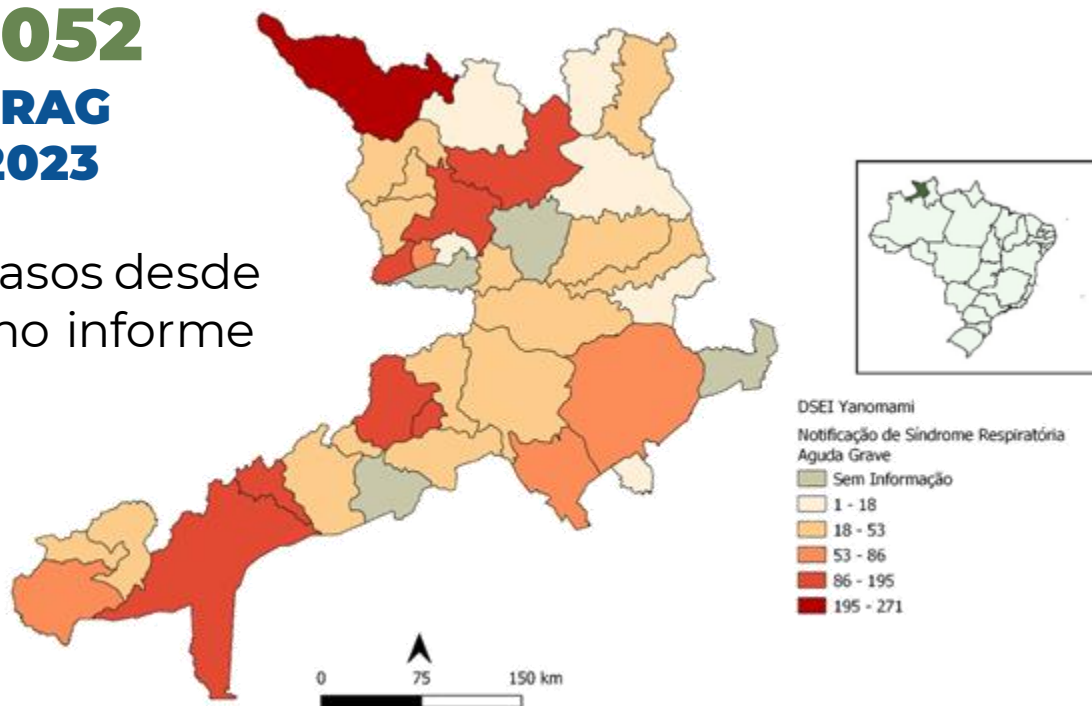 052
RAG
2023
asos desde
no informe
DSEI Yanomami
Notificação de Síndrome Respiratória
Aguda Grave
Sem Informação
1 - 18
18 - 53
53 - 86
86 - 195
195 - 271
0 75 150 km